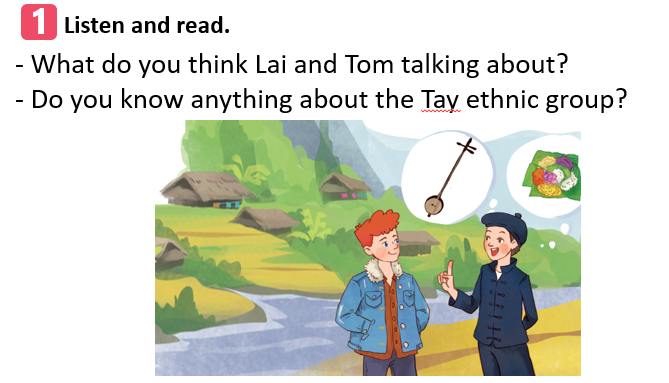 1 Listen and read.
- What do you think Lai and Tom talking about?
- Do you know anything about the Tay ethnic group?